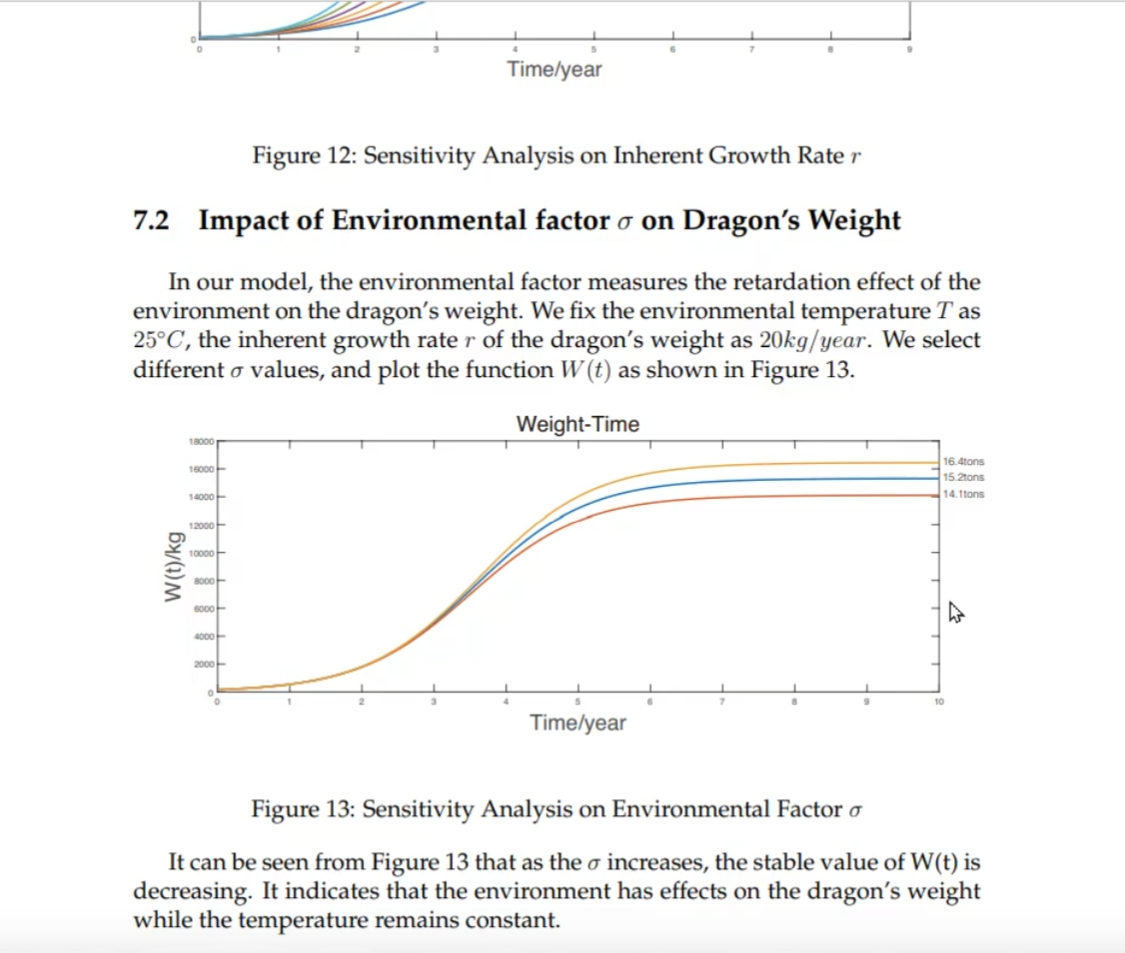 0
0 1 2 3 4 5 6 7 8 9
Time/year
Figure 12: Sensitivity Analysis on Inherent Growth Rate r
7.2 Impact of Environmental factor σ on Dragon's Weight
In our model, the environmental factor measures the retardation effect of the
environment on the dragon's weight. We fix the environmental temperature T as
25°C, the inherent growth rate r of the dragon's weight as 20kg/year. We select
different σ values, and plot the function W(t) as shown in Figure 13.
Weight-Time
18000
16000
14000
12000
10000
8000
6000
4000
2000
0
W(t)/kg
16.4tons
15.2tons
14.1tons
0 1 2 3 4 5 6 7 8 9 10
Time/year
Figure 13: Sensitivity Analysis on Environmental Factor σ
It can be seen from Figure 13 that as the σ increases, the stable value of W(t) is
decreasing. It indicates that the environment has effects on the dragon's weight
while the temperature remains constant.